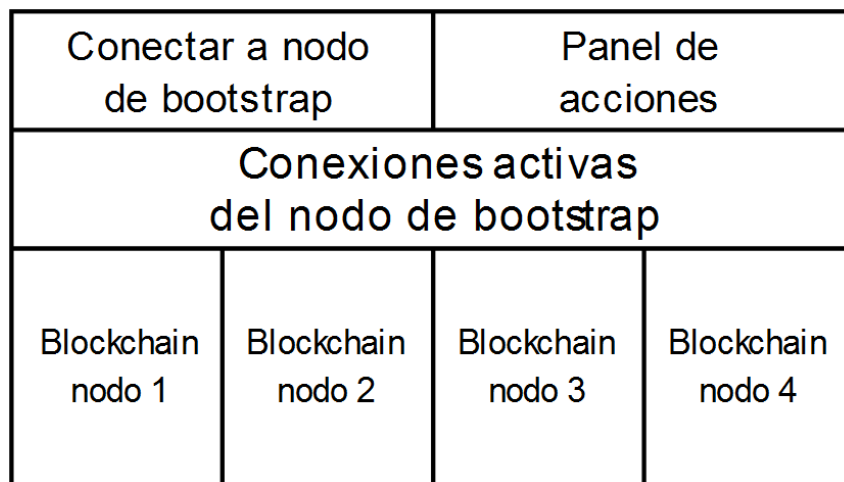 Conectar a nodo
de bootstrap
Panel de
acciones
Conexiones activas
del nodo de bootstrap
Blockchain
nodo 1
Blockchain
nodo 2
Blockchain
nodo 3
Blockchain
nodo 4